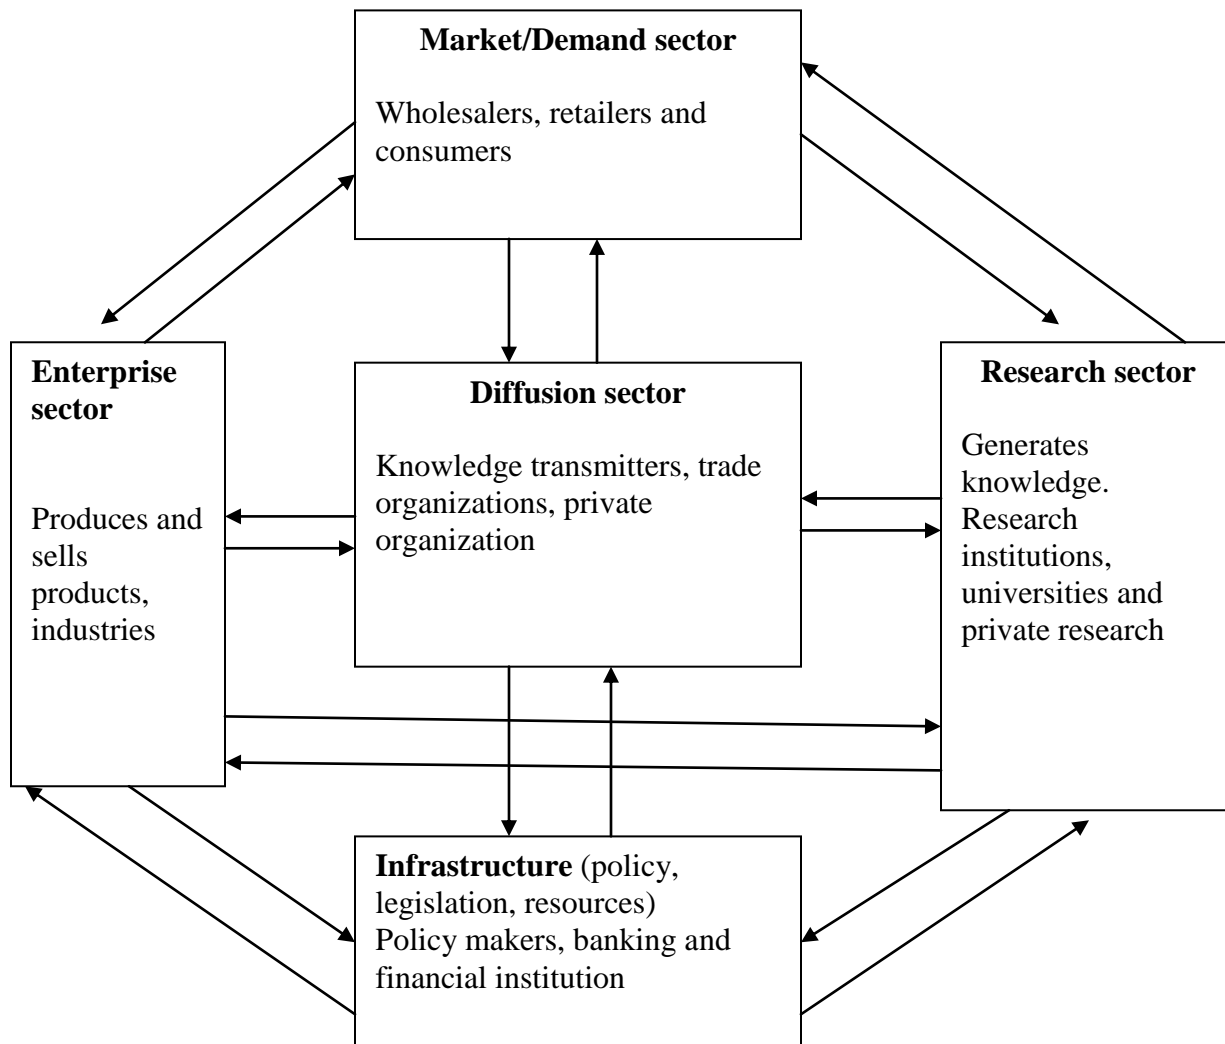 Market/Demand sector
Wholesalers, retailers and
consumers
Enterprise
sector
Produces and
sells
products,
industries
Diffusion sector
Knowledge transmitters, trade
organizations, private
organization
Research sector
Generates
knowledge.
Research
institutions,
universities and
private research
Infrastructure (policy,
legislation, resources)
Policy makers, banking and
financial institution